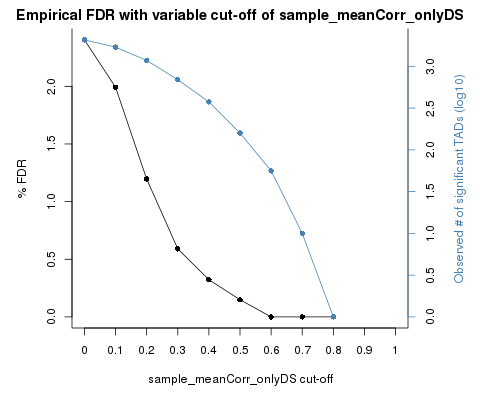 Empirical FDR with variable cut-off of sample_meanCorr_onlyDS
% FDR
2.0
1.5
1.0
0.5
0.0
3.0
2.5
2.0
1.5
1.0
0.5
0.0
Observed # of significant TADs (log10)
0 0.1 0.2 0.3 0.4 0.5 0.6 0.7 0.8 0.9 1
sample_meanCorr_onlyDS cut-off